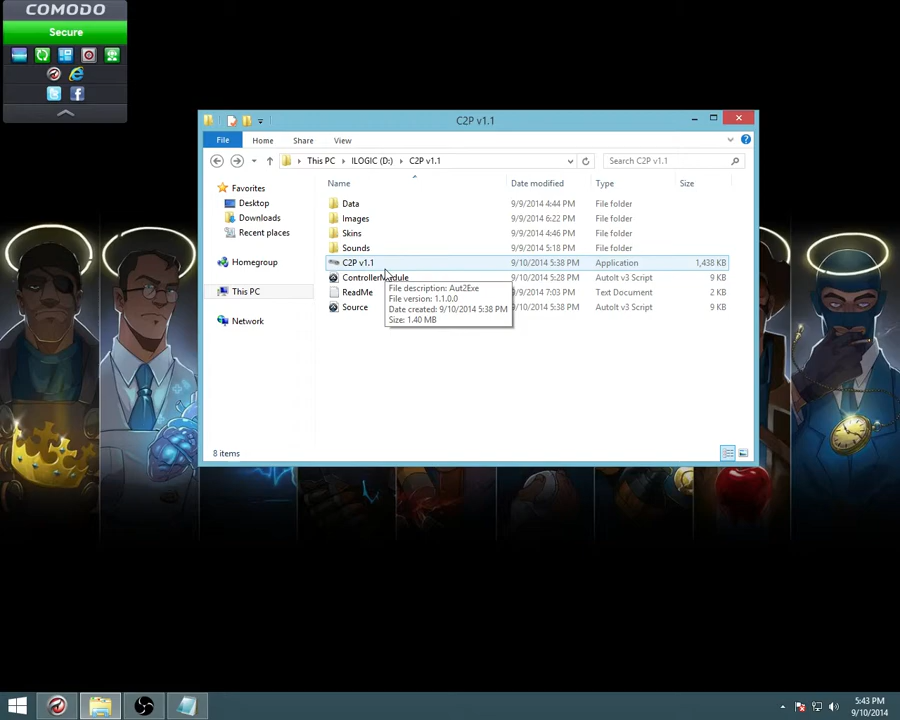 COMODO
Secure
C2P v1.1
File
Home
Share
View
This PC
ILOGIC (D:)
C2P v1.1
Search C2P v1.1
Name
Date modified
Type
Size
Favorites
Desktop
Downloads
Recent places
Homegroup
This PC
Network
Data 9/9/2014 4:44 PM File folder
Images 9/9/2014 6:22 PM File folder
Skins 9/9/2014 4:46 PM File folder
Sounds 9/9/2014 5:18 PM File folder
C2P v1.1 9/10/2014 5:38 PM Application 1,438 KB
ControllerModule 9/10/2014 5:28 PM AutoIt v3 Script 9 KB
ReadMe 9/9/2014 7:03 PM Text Document 2 KB
Source 9/10/2014 5:38 PM AutoIt v3 Script 9 KB
File description: Aut2Exe
File version: 1.1.0.0
Date created: 9/10/2014 5:38 PM
Size: 1.40 MB
8 items
5:43 PM
9/10/2014